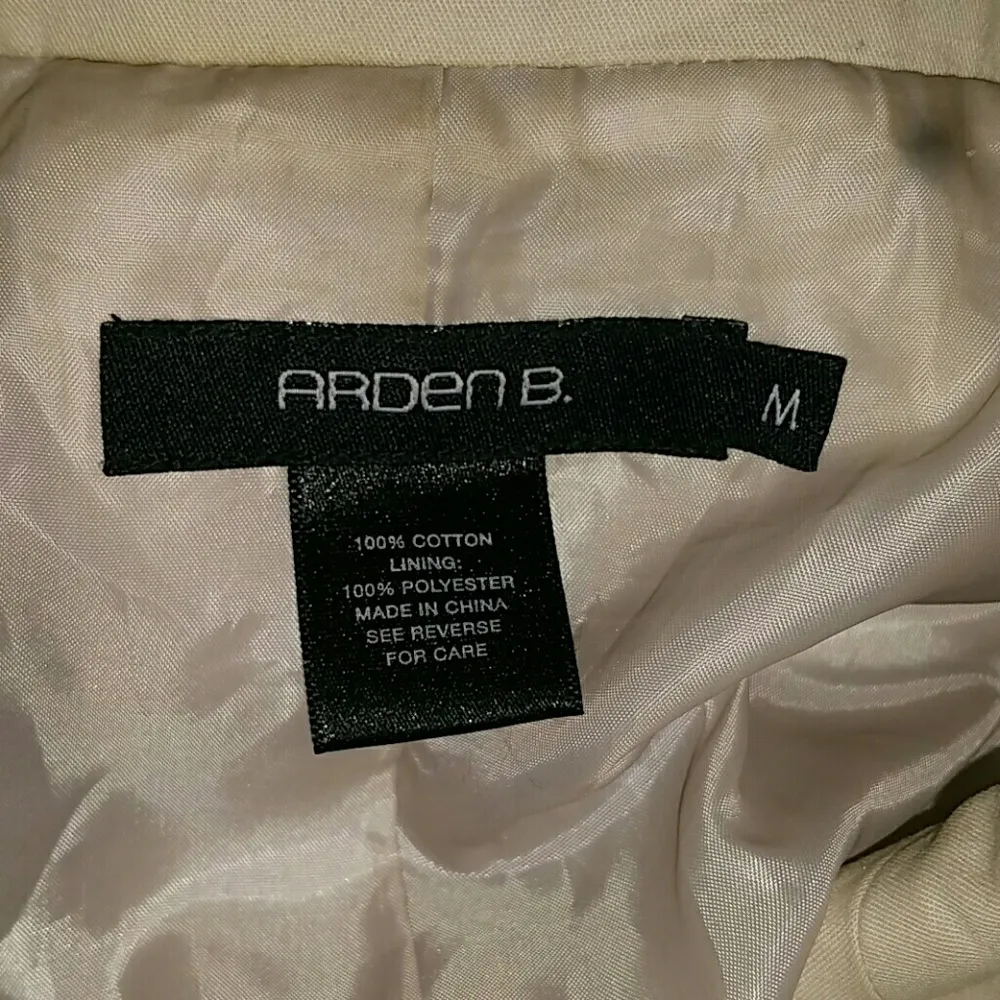 ARDEN B.
M
100% COTTON
LINING:
100% POLYESTER
MADE IN CHINA
SEE REVERSE
FOR CARE